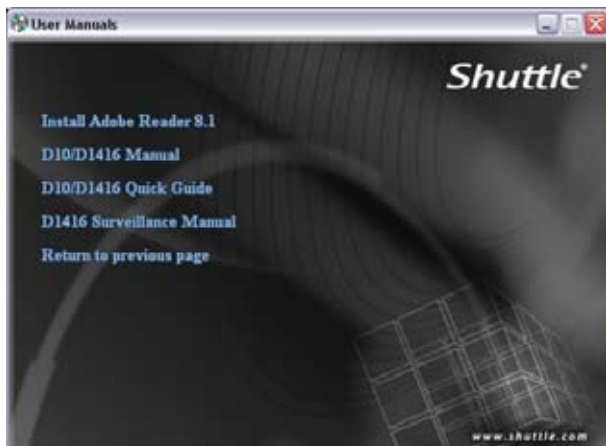 User Manuals
Shuttle®
Install Adobe Reader 8.1
D10/D1416 Manual
D10/D1416 Quick Guide
D1416 Surveillance Manual
Return to previous page
www.shuttle.com